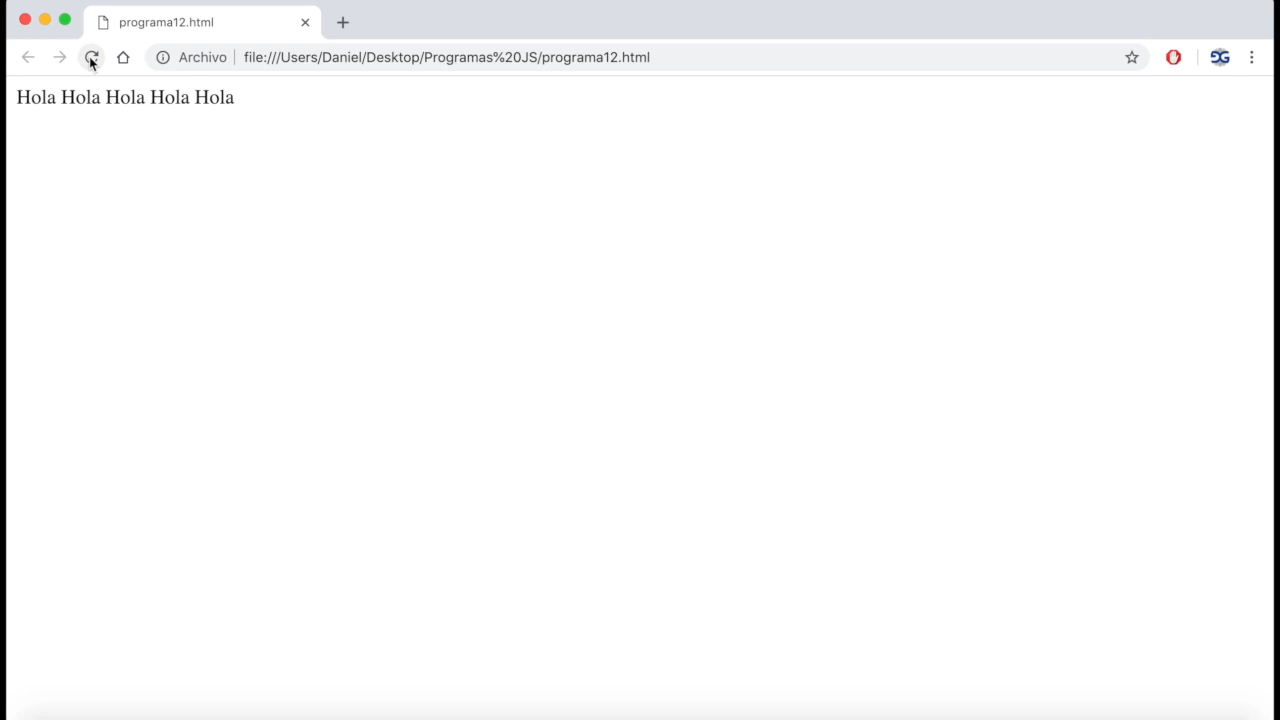 programa12.html
Archivo file:///Users/Daniel/Desktop/Programas%20JS/programa12.html
Hola Hola Hola Hola Hola